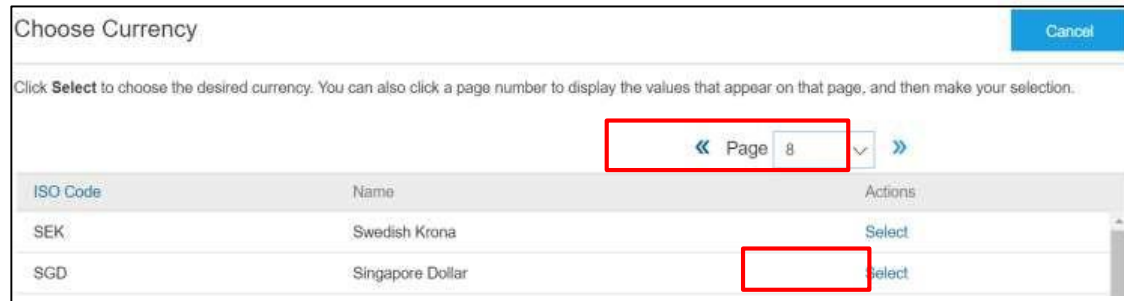 Choose Currency
Cancel
Click Select to choose the desired currency. You can also click a page number to display the values that appear on that page, and then make your selection.
« Page 8 »
ISO Code Name Actions
SEK Swedish Krona Select
SGD Singapore Dollar Select